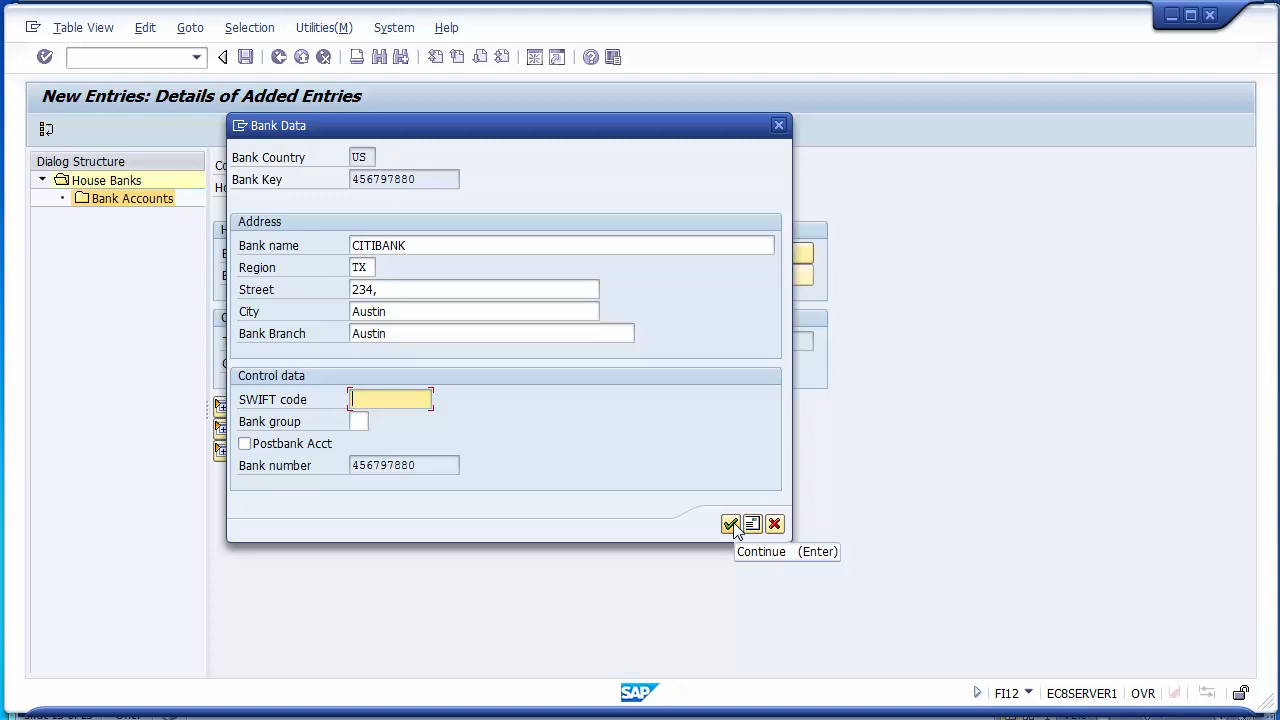 Table View Edit Goto Selection Utilities(M) System Help
New Entries: Details of Added Entries
Dialog Structure
House Banks
Bank Accounts
Bank Data
Bank Country US
Bank Key 456797880
Address
Bank name CITIBANK
Region TX
Street 234,
City Austin
Bank Branch Austin
Control data
SWIFT code
Bank group
Postbank Acct
Bank number 456797880
Continue (Enter)
SAP FI12 EC8SERVER1 OVR